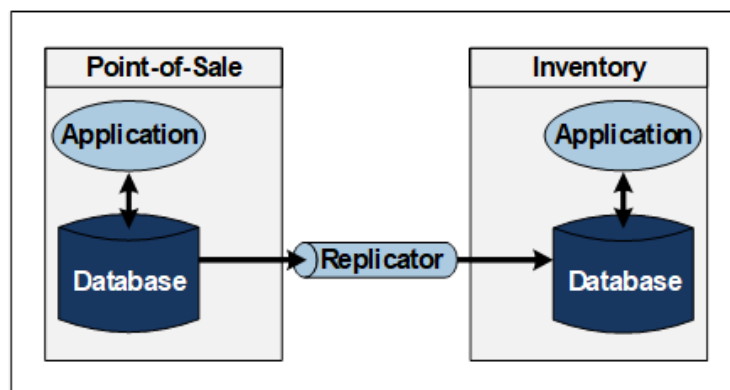 Point-of-Sale
Inventory
Application
Application
Replicator
Database
Database